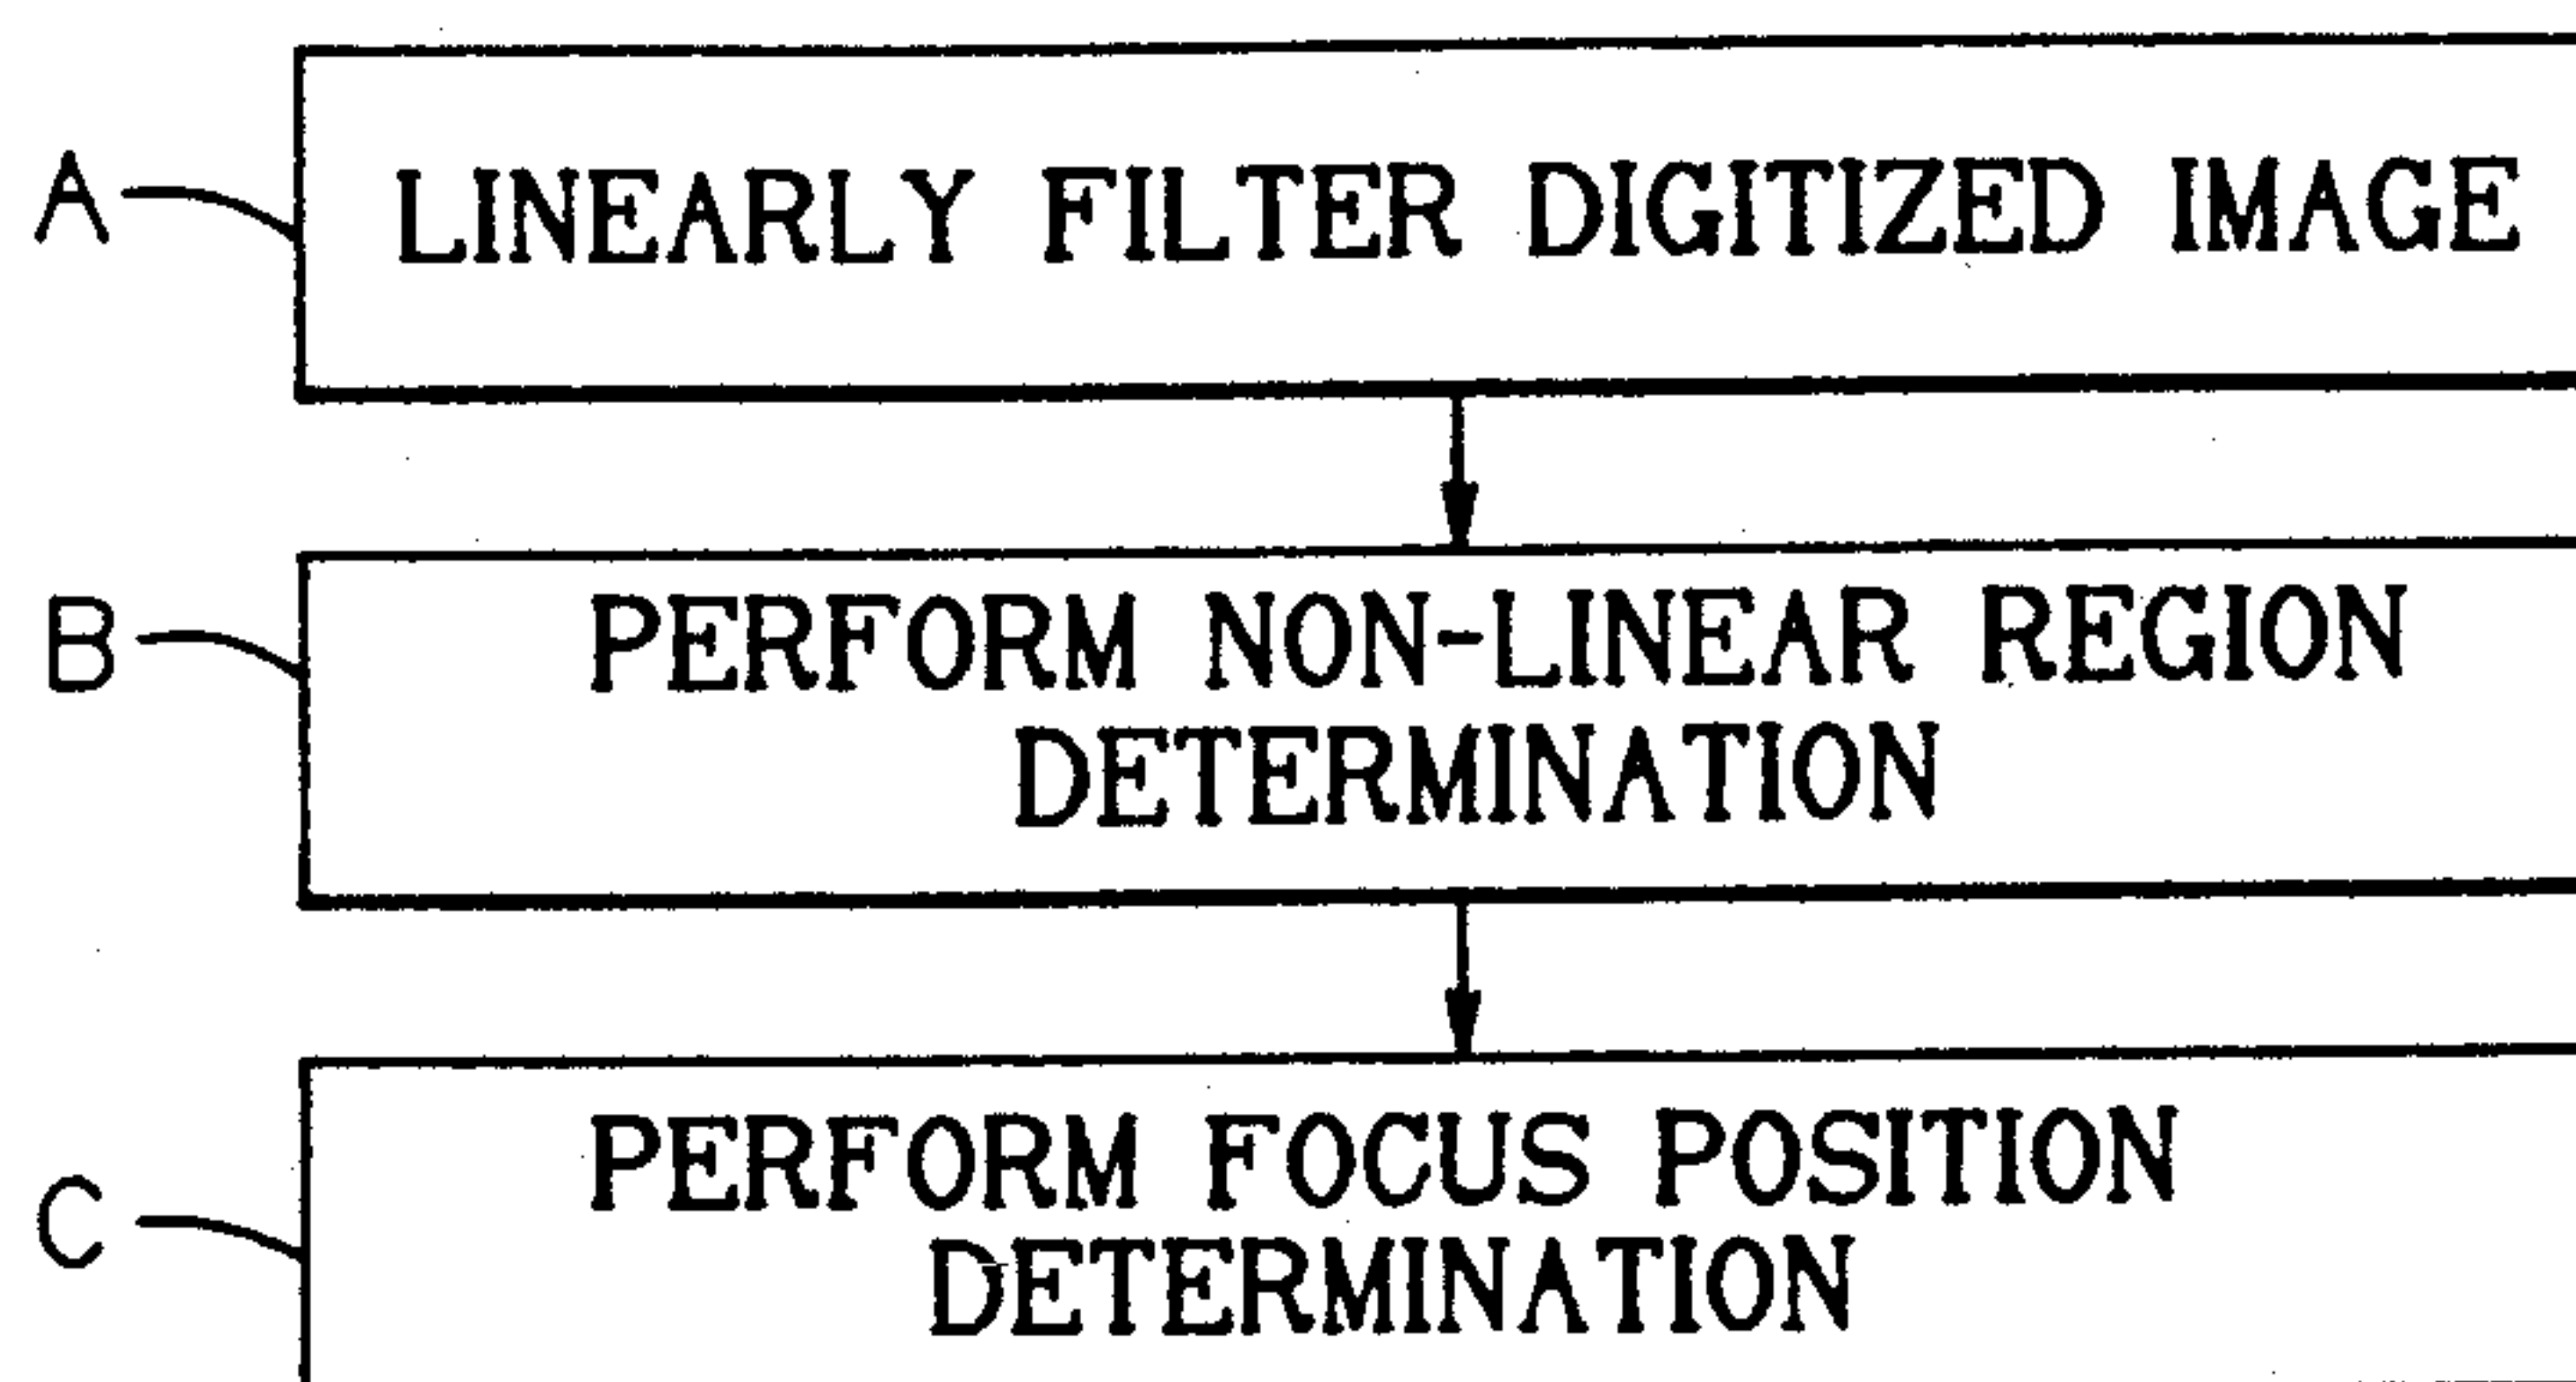 A
LINEARLY FILTER DIGITIZED IMAGE
B
PERFORM NON-LINEAR REGION
DETERMINATION
C
PERFORM FOCUS POSITION
DETERMINATION